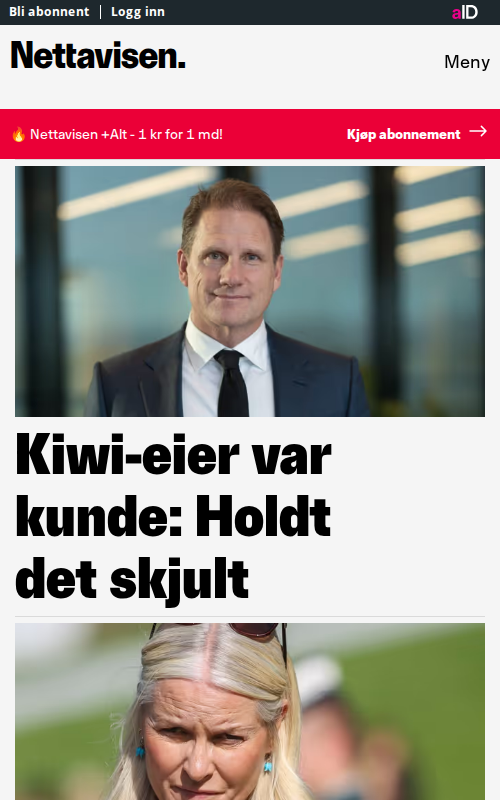 Bli abonnent | Logg inn
aID
Nettavisen.
Meny
🔥 Nettavisen +Alt - 1 kr for 1 md!
Kjøp abonnement →
Kiwi-eier var
kunde: Holdt
det skjult